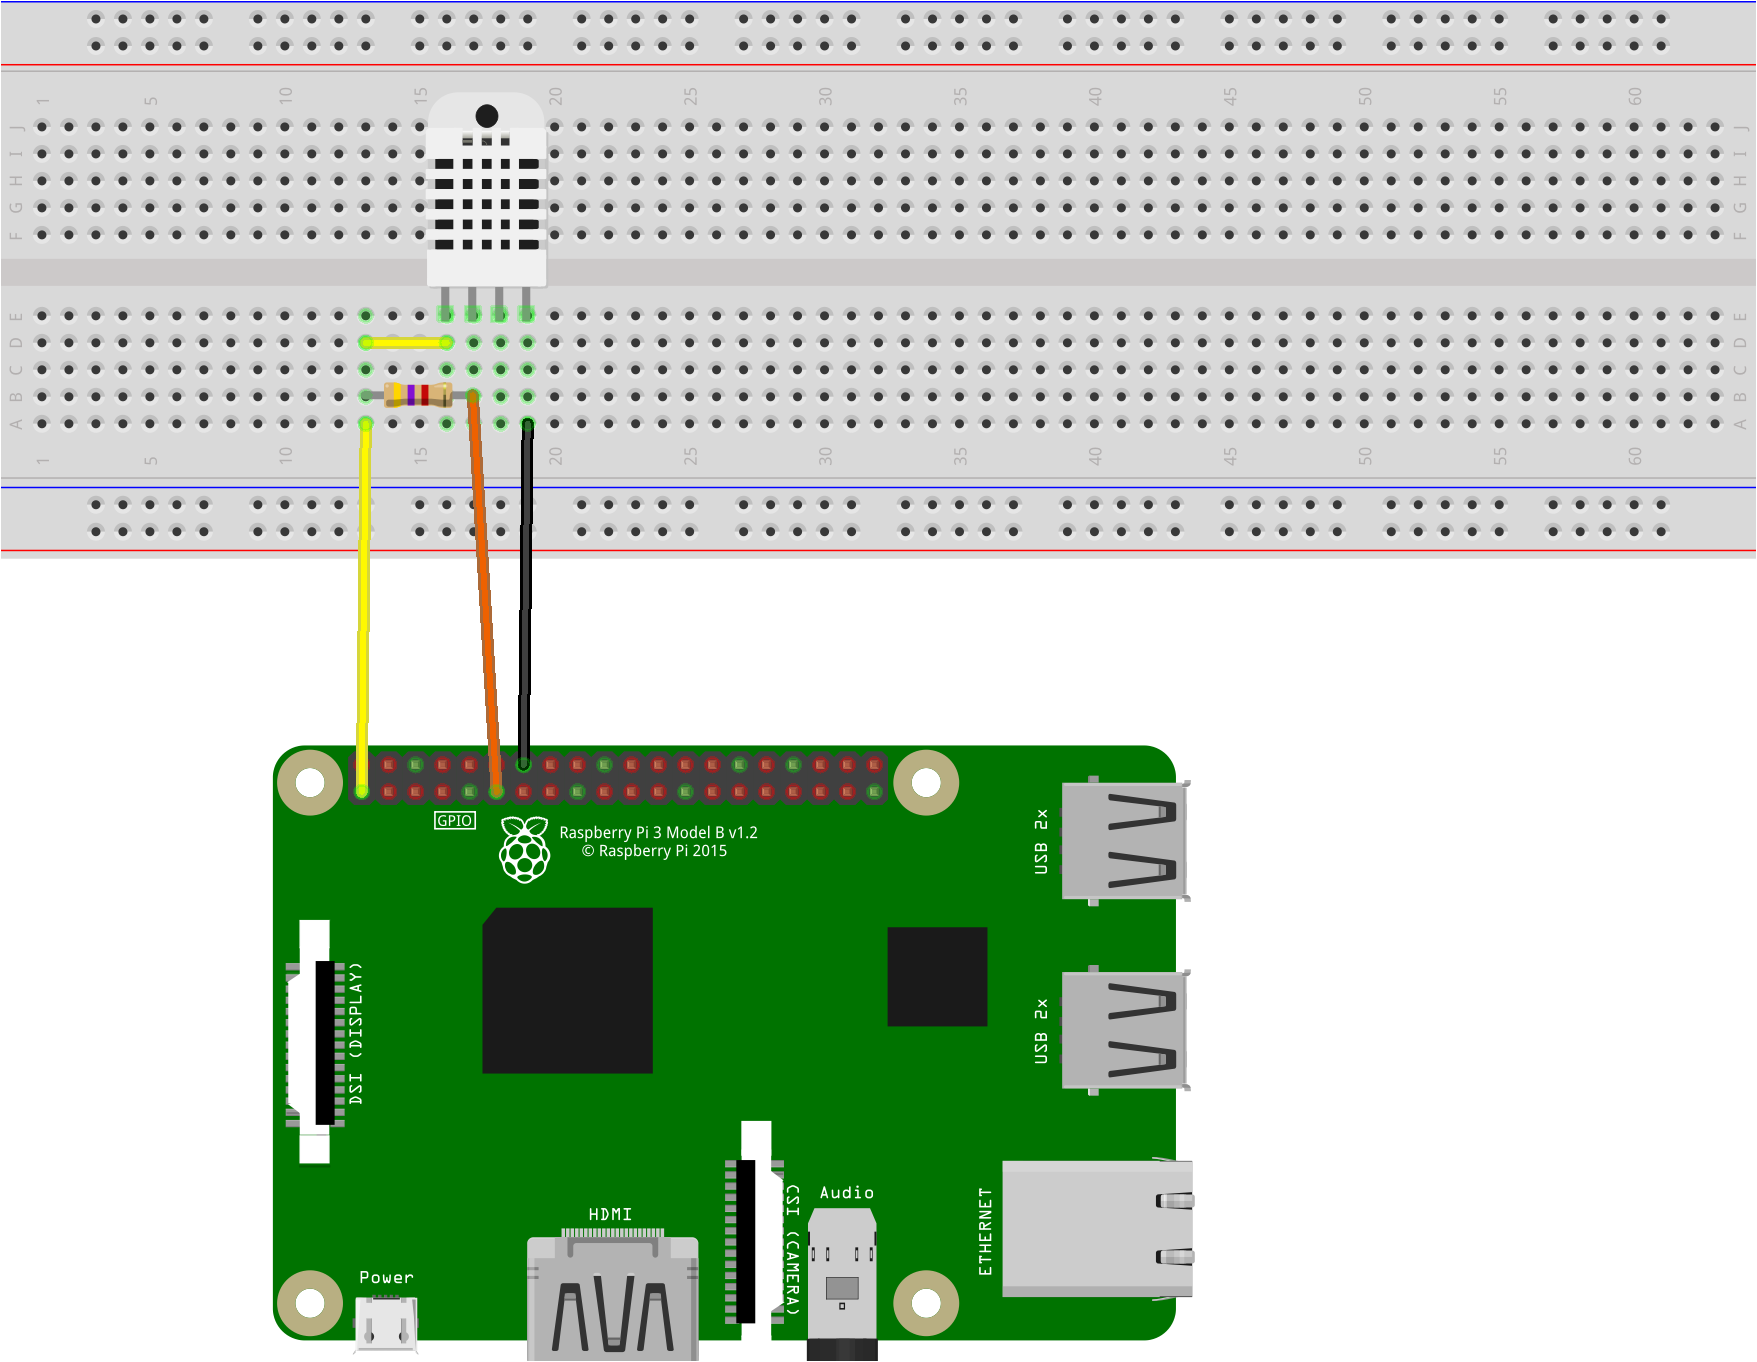 1 5 10 15 20 25 30 35 40 45 50 55 60
J J
I I
H H
G G
F F
E E
D D
C C
B B
A A
1 5 10 15 20 25 30 35 40 45 50 55 60
GPIO
Raspberry Pi 3 Model B v1.2
© Raspberry Pi 2015
USB 2x
DSI (DISPLAY)
USB 2x
CSI (CAMERA)
Audio
ETHERNET
HDMI
Power